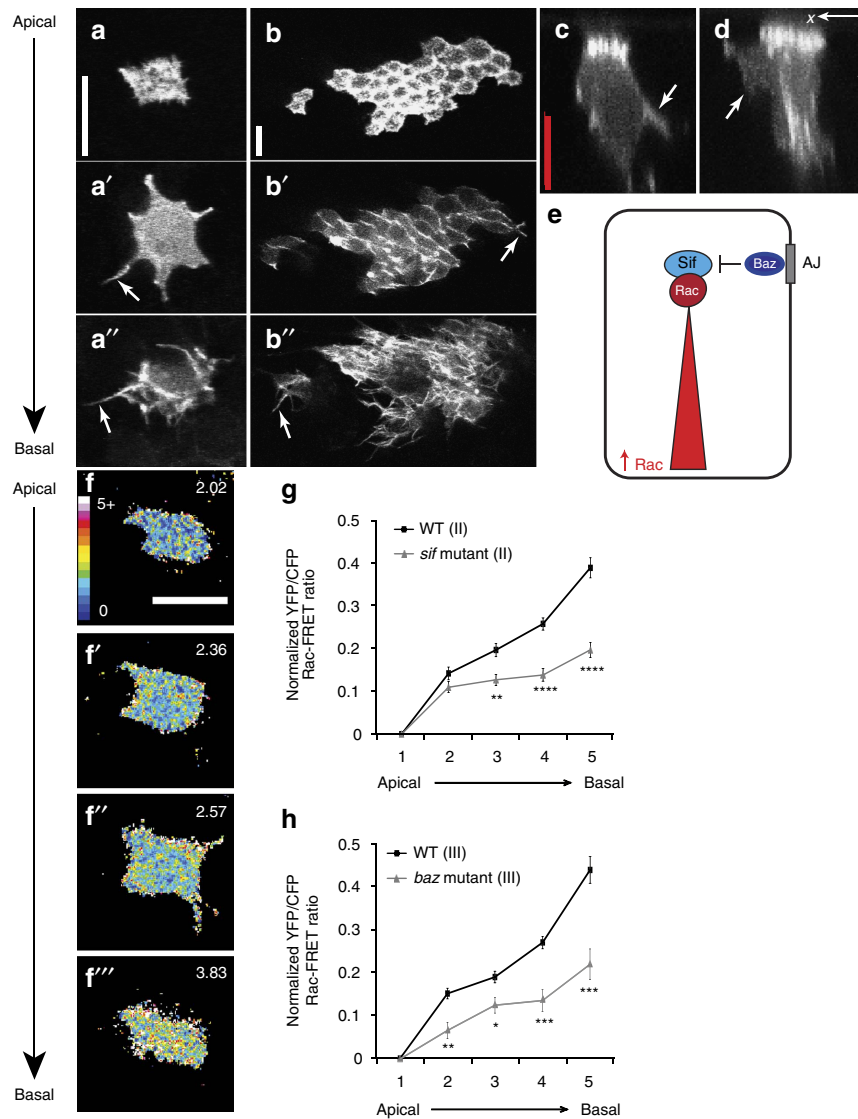 Apical
Basal
a
b
c
d
x
a′
b′
a″
b″
e
Sif
Baz
AJ
Rac
↑ Rac
Apical
Basal
f
2.02
5+
0
f′
2.36
f″
2.57
f‴
3.83
g
Normalized YFP/CFP
Rac-FRET ratio
0.5
0.4
0.3
0.2
0.1
0
WT (II)
sif mutant (II)
**
****
****
1 2 3 4 5
Apical Basal
h
Normalized YFP/CFP
Rac-FRET ratio
0.5
0.4
0.3
0.2
0.1
0
WT (III)
baz mutant (III)
**
*
***
***
1 2 3 4 5
Apical Basal